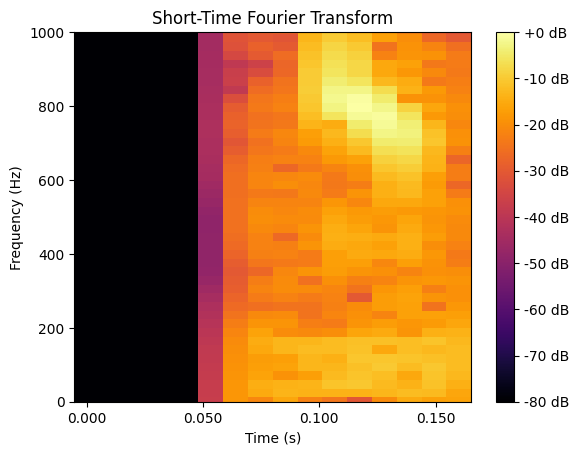 Short-Time Fourier Transform
Frequency (Hz)
1000
800
600
400
200
0
0.000
0.050
0.100
0.150
Time (s)
+0 dB
-10 dB
-20 dB
-30 dB
-40 dB
-50 dB
-60 dB
-70 dB
-80 dB